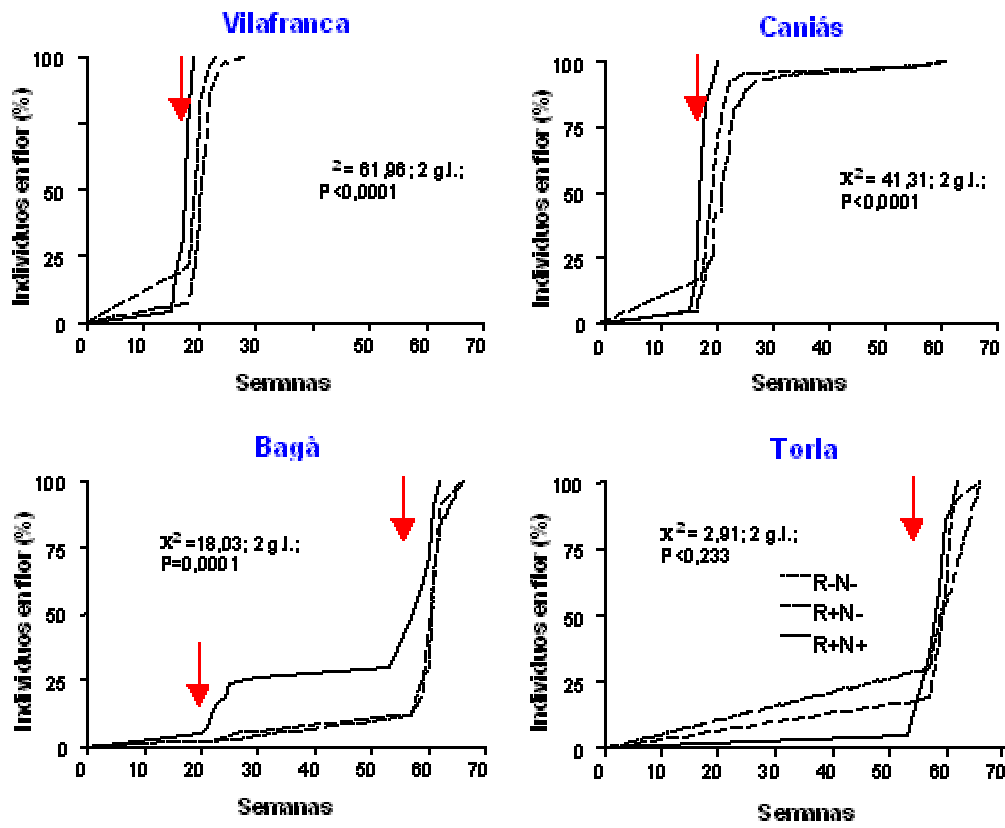 Vilafranca
Individuos en flor (%)
100
75
50
25
0
² = 61,96; 2 g.l.;
P<0,0001
0 10 20 30 40 50 60 70
Semanas
Caniás
Individuos en flor (%)
100
75
50
25
0
X² = 41,31; 2 g.l.;
P<0,0001
0 10 20 30 40 50 60 70
Semanas
Bagà
Individuos en flor (%)
100
75
50
25
0
X² =18,03; 2 g.l.;
P=0,0001
0 10 20 30 40 50 60 70
Semanas
Torla
Individuos en flor (%)
100
75
50
25
0
X² = 2,91; 2 g.l.;
P<0,233
R-N-
R+N-
R+N+
0 10 20 30 40 50 60 70
Semanas